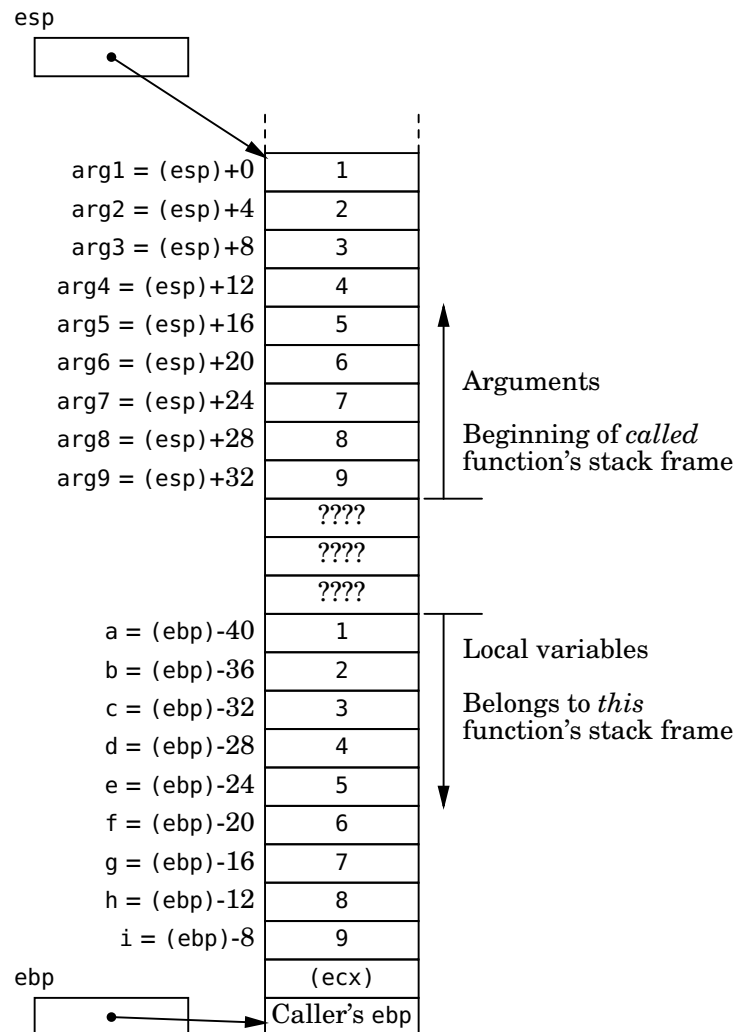 esp
arg1 = (esp)+0 1
arg2 = (esp)+4 2
arg3 = (esp)+8 3
arg4 = (esp)+12 4
arg5 = (esp)+16 5
arg6 = (esp)+20 6
arg7 = (esp)+24 7
arg8 = (esp)+28 8
arg9 = (esp)+32 9
Arguments
Beginning of called
function's stack frame
????
????
????
a = (ebp)-40 1
b = (ebp)-36 2
c = (ebp)-32 3
d = (ebp)-28 4
e = (ebp)-24 5
f = (ebp)-20 6
g = (ebp)-16 7
h = (ebp)-12 8
i = (ebp)-8 9
Local variables
Belongs to this
function's stack frame
(ecx)
ebp
Caller's ebp